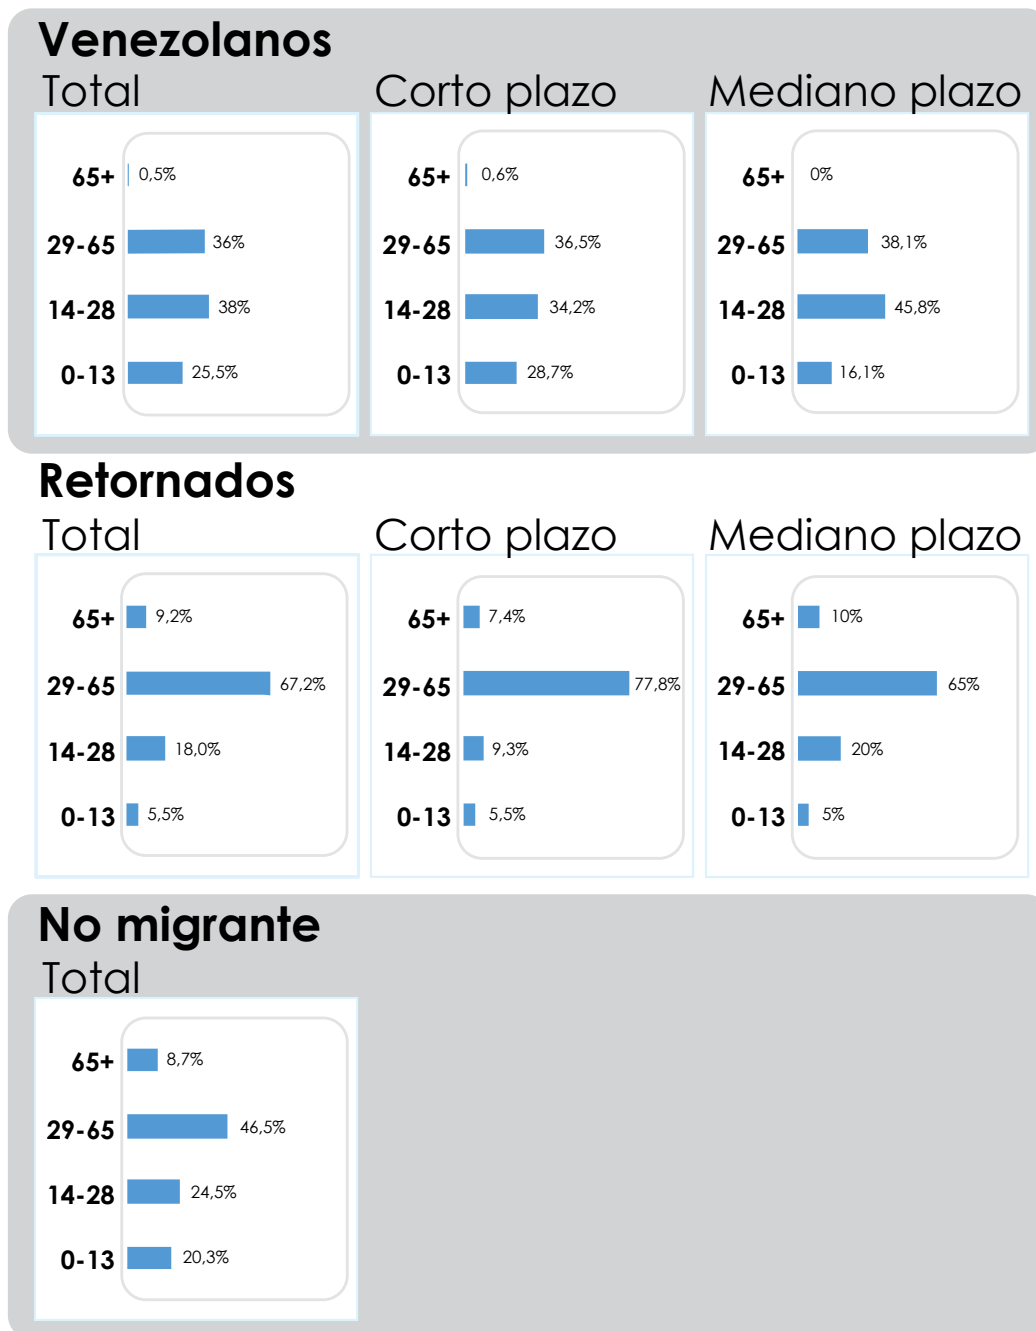 Venezolanos
Total Corto plazo Mediano plazo
65+ 0,5% 65+ 0,6% 65+ 0%
29-65 36% 29-65 36,5% 29-65 38,1%
14-28 38% 14-28 34,2% 14-28 45,8%
0-13 25,5% 0-13 28,7% 0-13 16,1%
Retornados
Total Corto plazo Mediano plazo
65+ 9,2% 65+ 7,4% 65+ 10%
29-65 67,2% 29-65 77,8% 29-65 65%
14-28 18,0% 14-28 9,3% 14-28 20%
0-13 5,5% 0-13 5,5% 0-13 5%
No migrante
Total
65+ 8,7%
29-65 46,5%
14-28 24,5%
0-13 20,3%